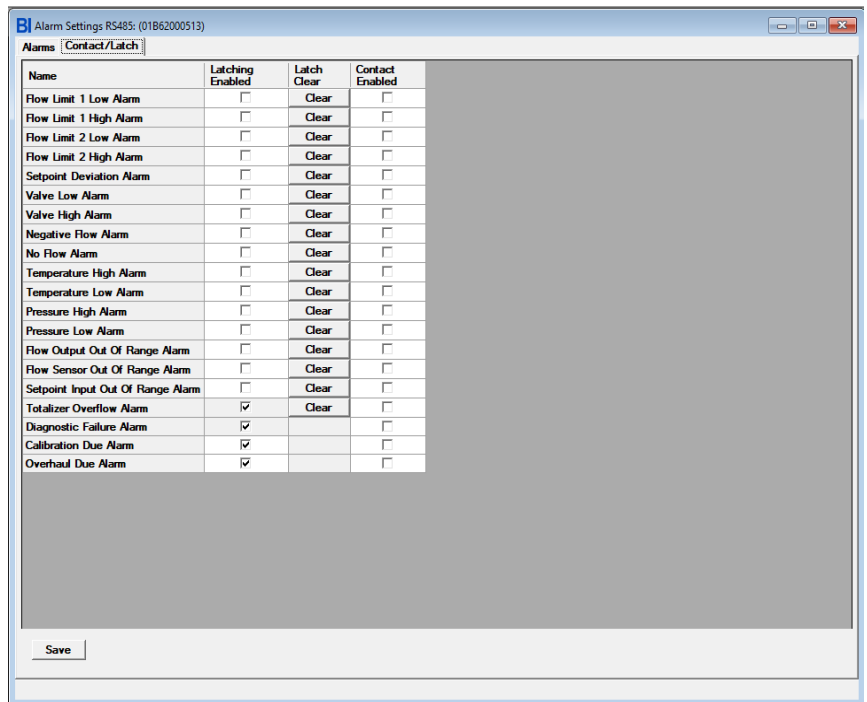 BI Alarm Settings RS485: (01B62000513)
Alarms Contact/Latch
Name Latching Enabled Latch Clear Contact Enabled
Flow Limit 1 Low Alarm Clear
Flow Limit 1 High Alarm Clear
Flow Limit 2 Low Alarm Clear
Flow Limit 2 High Alarm Clear
Setpoint Deviation Alarm Clear
Valve Low Alarm Clear
Valve High Alarm Clear
Negative Flow Alarm Clear
No Flow Alarm Clear
Temperature High Alarm Clear
Temperature Low Alarm Clear
Pressure High Alarm Clear
Pressure Low Alarm Clear
Flow Output Out Of Range Alarm Clear
Flow Sensor Out Of Range Alarm Clear
Setpoint Input Out Of Range Alarm Clear
Totalizer Overflow Alarm Clear
Diagnostic Failure Alarm
Calibration Due Alarm
Overhaul Due Alarm
Save